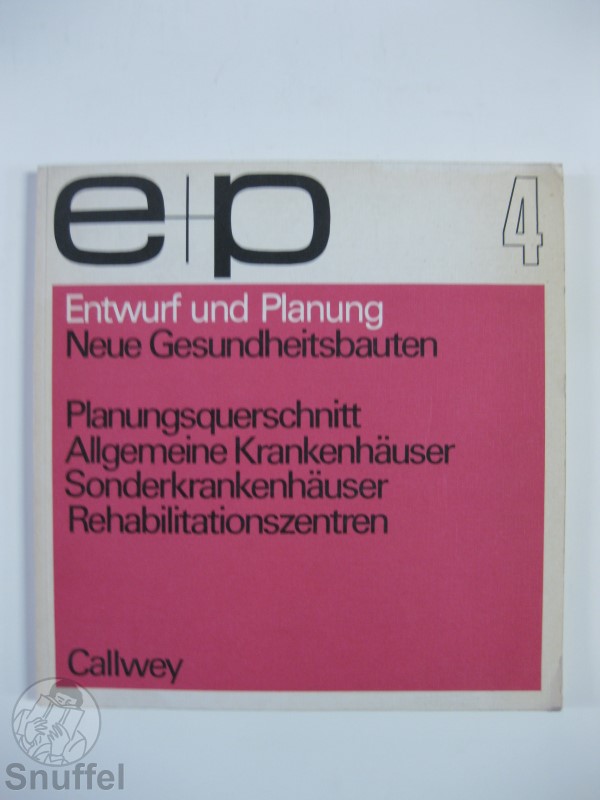 e+p
4
Entwurf und Planung
Neue Gesundheitsbauten
Planungsquerschnitt
Allgemeine Krankenhäuser
Sonderkrankenhäuser
Rehabilitationszentren
Callwey
Snuffel